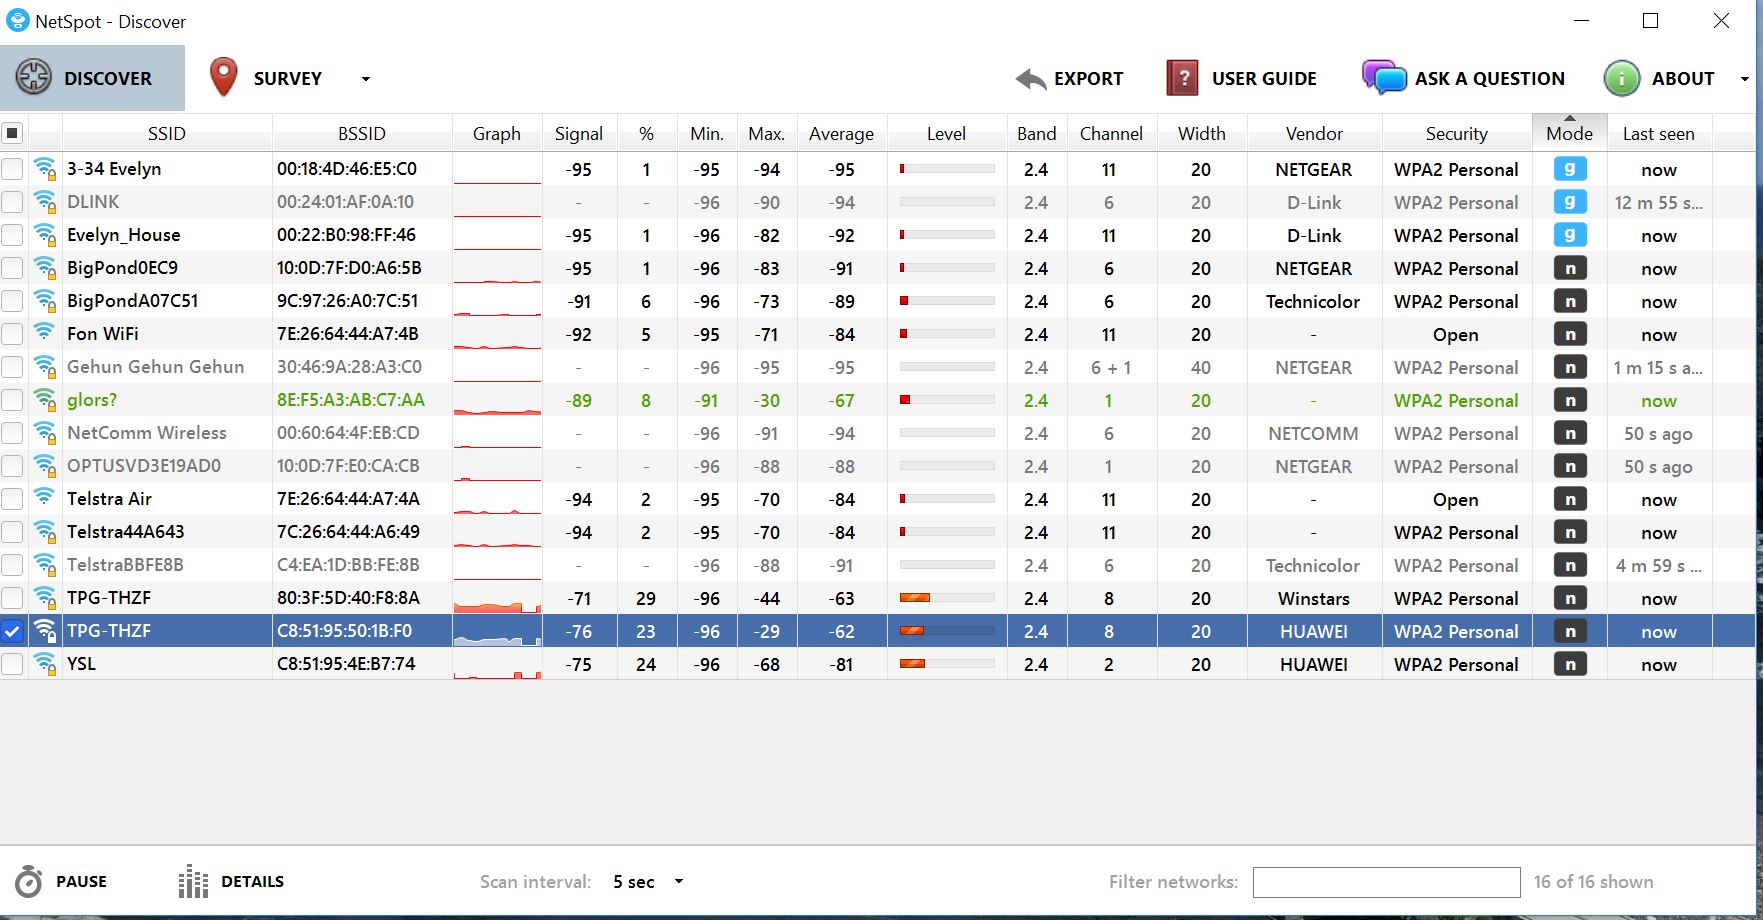 NetSpot - Discover
DISCOVER SURVEY EXPORT ? USER GUIDE ASK A QUESTION i ABOUT
SSID BSSID Graph Signal % Min. Max. Average Level Band Channel Width Vendor Security Mode Last seen
3-34 Evelyn 00:18:4D:46:E5:C0 -95 1 -95 -94 -95 2.4 11 20 NETGEAR WPA2 Personal g now
DLINK 00:24:01:AF:0A:10 - - -96 -90 -94 2.4 6 20 D-Link WPA2 Personal g 12 m 55 s...
Evelyn_House 00:22:B0:98:FF:46 -95 1 -96 -82 -92 2.4 11 20 D-Link WPA2 Personal g now
BigPond0EC9 10:0D:7F:D0:A6:5B -95 1 -96 -83 -91 2.4 6 20 NETGEAR WPA2 Personal n now
BigPondA07C51 9C:97:26:A0:7C:51 -91 6 -96 -73 -89 2.4 6 20 Technicolor WPA2 Personal n now
Fon WiFi 7E:26:64:44:A7:4B -92 5 -95 -71 -84 2.4 11 20 - Open n now
Gehun Gehun Gehun 30:46:9A:28:A3:C0 - - -96 -95 -95 2.4 6 + 1 40 NETGEAR WPA2 Personal n 1 m 15 s a...
glors? 8E:F5:A3:AB:C7:AA -89 8 -91 -30 -67 2.4 1 20 - WPA2 Personal n now
NetComm Wireless 00:60:64:4F:EB:CD - - -96 -91 -94 2.4 6 20 NETCOMM WPA2 Personal n 50 s ago
OPTUSVD3E19AD0 10:0D:7F:E0:CA:CB - - -96 -88 -88 2.4 1 20 NETGEAR WPA2 Personal n 50 s ago
Telstra Air 7E:26:64:44:A7:4A -94 2 -95 -70 -84 2.4 11 20 - Open n now
Telstra44A643 7C:26:64:44:A6:49 -94 2 -95 -70 -84 2.4 11 20 - WPA2 Personal n now
TelstraBBFE8B C4:EA:1D:BB:FE:8B - - -96 -88 -91 2.4 6 20 Technicolor WPA2 Personal n 4 m 59 s ...
TPG-THZF 80:3F:5D:40:F8:8A -71 29 -96 -44 -63 2.4 8 20 Winstars WPA2 Personal n now
TPG-THZF C8:51:95:50:1B:F0 -76 23 -96 -29 -62 2.4 8 20 HUAWEI WPA2 Personal n now
YSL C8:51:95:4E:B7:74 -75 24 -96 -68 -81 2.4 2 20 HUAWEI WPA2 Personal n now
PAUSE DETAILS Scan interval: 5 sec Filter networks: 16 of 16 shown